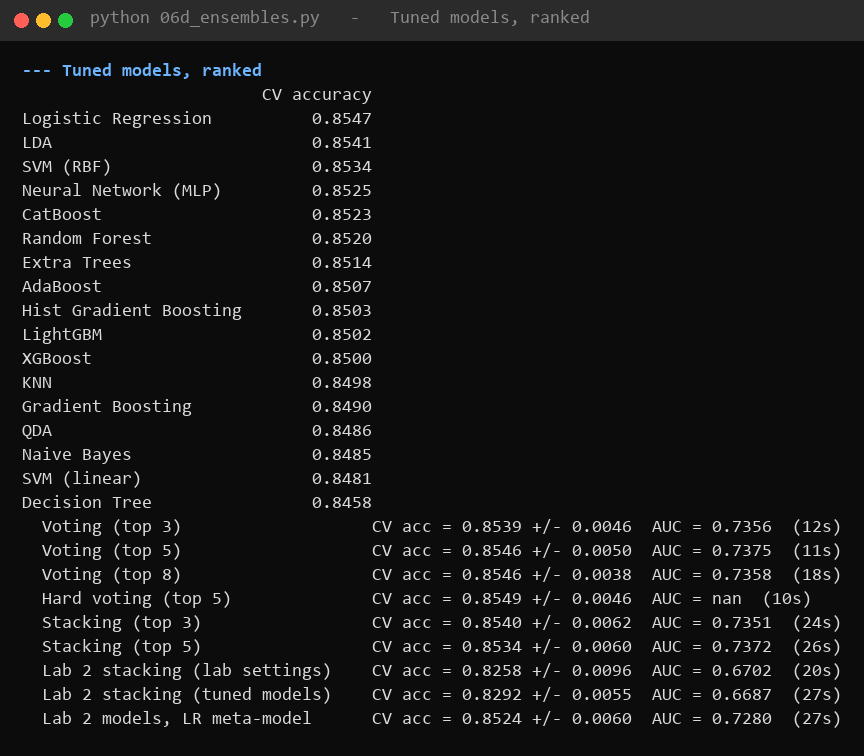 python 06d_ensembles.py   -   Tuned models, ranked
--- Tuned models, ranked
CV accuracy
Logistic Regression          0.8547
LDA                          0.8541
SVM (RBF)                    0.8534
Neural Network (MLP)         0.8525
CatBoost                     0.8523
Random Forest                0.8520
Extra Trees                  0.8514
AdaBoost                     0.8507
Hist Gradient Boosting       0.8503
LightGBM                     0.8502
XGBoost                      0.8500
KNN                          0.8498
Gradient Boosting            0.8490
QDA                          0.8486
Naive Bayes                  0.8485
SVM (linear)                 0.8481
Decision Tree                0.8458
Voting (top 3)                   CV acc = 0.8539 +/- 0.0046  AUC = 0.7356  (12s)
Voting (top 5)                   CV acc = 0.8546 +/- 0.0050  AUC = 0.7375  (11s)
Voting (top 8)                   CV acc = 0.8546 +/- 0.0038  AUC = 0.7358  (18s)
Hard voting (top 5)              CV acc = 0.8549 +/- 0.0046  AUC = nan  (10s)
Stacking (top 3)                 CV acc = 0.8540 +/- 0.0062  AUC = 0.7351  (24s)
Stacking (top 5)                 CV acc = 0.8534 +/- 0.0060  AUC = 0.7372  (26s)
Lab 2 stacking (lab settings)    CV acc = 0.8258 +/- 0.0096  AUC = 0.6702  (20s)
Lab 2 stacking (tuned models)    CV acc = 0.8292 +/- 0.0055  AUC = 0.6687  (27s)
Lab 2 models, LR meta-model      CV acc = 0.8524 +/- 0.0060  AUC = 0.7280  (27s)